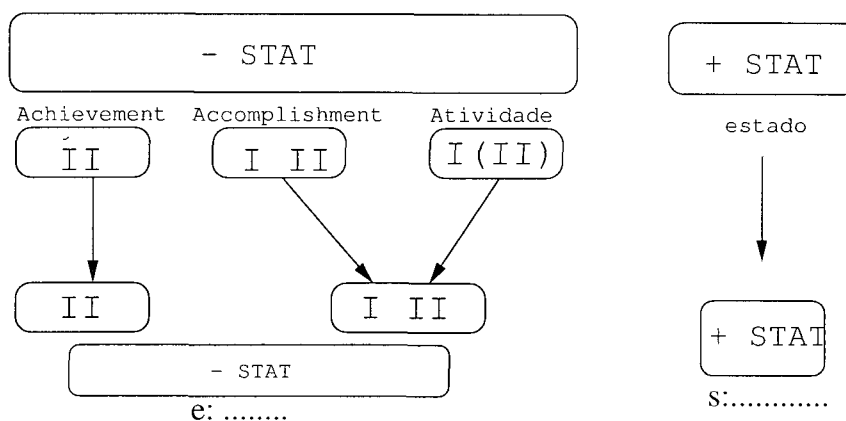 - STAT
+ STAT
Achievement Accomplishment Atividade
estado
II
I II
I (II)
II
I II
+ STAT
- STAT
e: ........
s:............